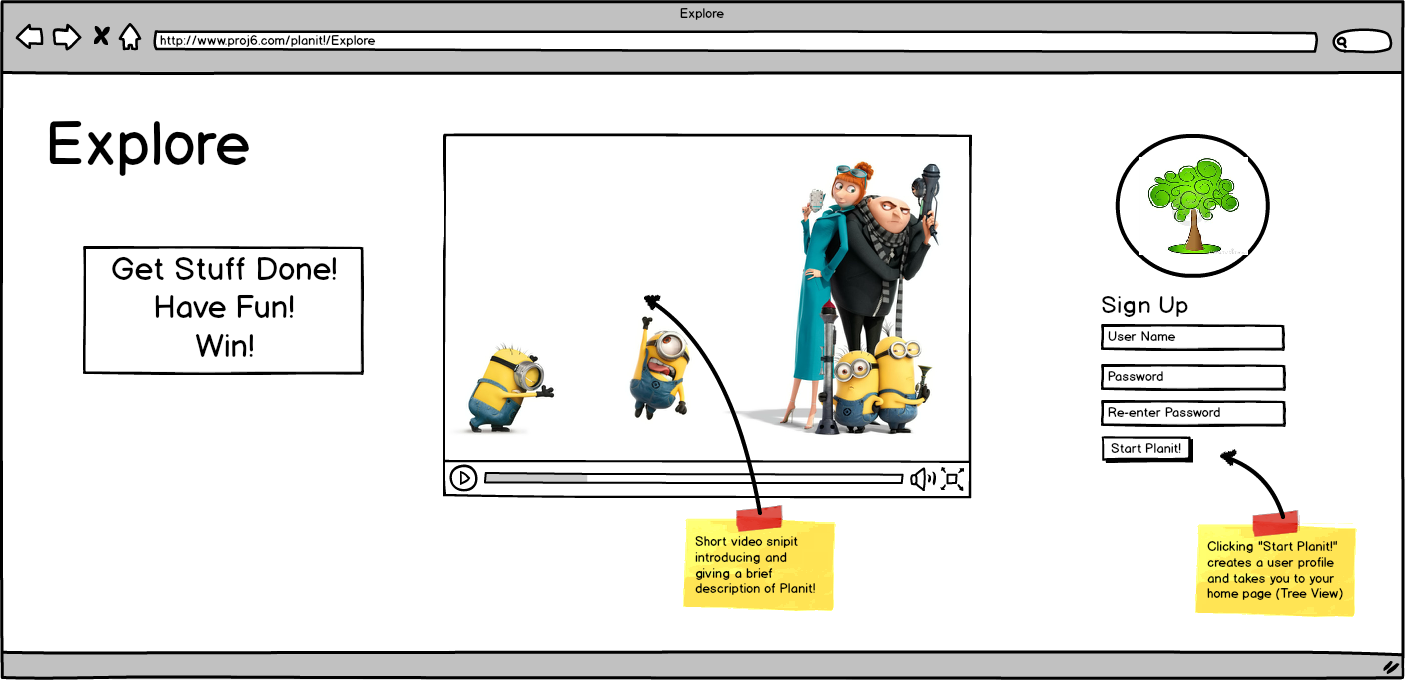 Explore
http://www.proj6.com/planit!/Explore
Explore
Get Stuff Done!
Have Fun!
Win!
Sign Up
User Name
Password
Re-enter Password
Start Planit!
Short video snipit
introducing and
giving a brief
description of Planit!
Clicking "Start Planit!"
creates a user profile
and takes you to your
home page (Tree View)